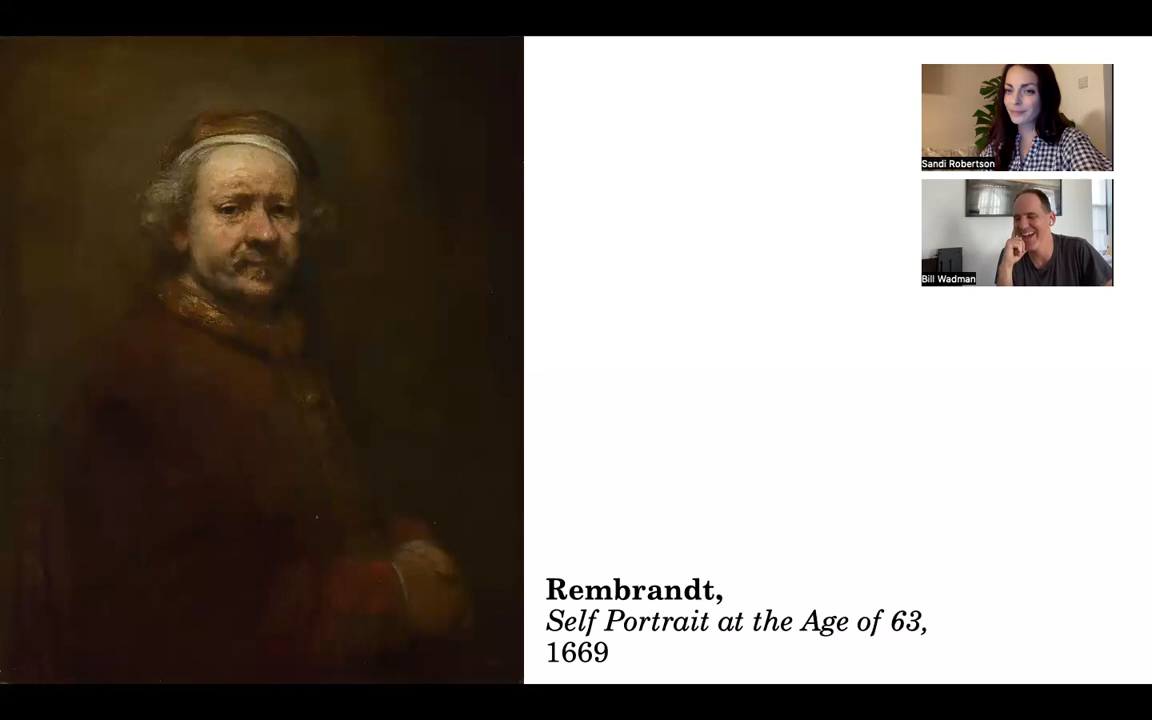 Sandi Robertson
Bill Wadman
Rembrandt,
Self Portrait at the Age of 63,
1669